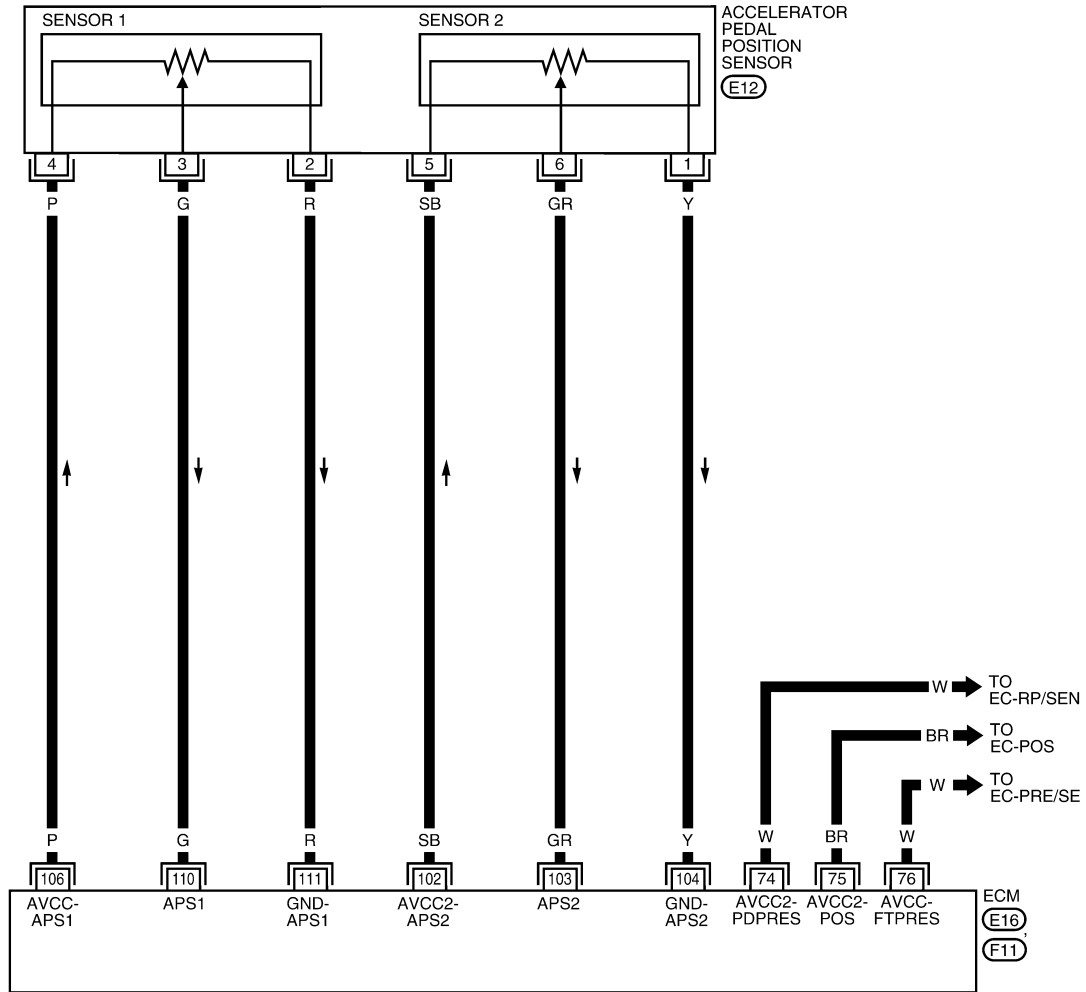 SENSOR 1
SENSOR 2
ACCELERATOR
PEDAL
POSITION
SENSOR
E12
4 3 2 5 6 1
P G R SB GR Y
W TO
EC-RP/SEN
BR TO
EC-POS
W TO
EC-PRE/SE
P G R SB GR Y W BR W
106 110 111 102 103 104 74 75 76
AVCC- APS1 GND- AVCC2- APS2 GND- AVCC2- AVCC2- AVCC-
APS1 APS1 APS2 APS2 PDPRES POS FTPRES
ECM
E16 ,
F11